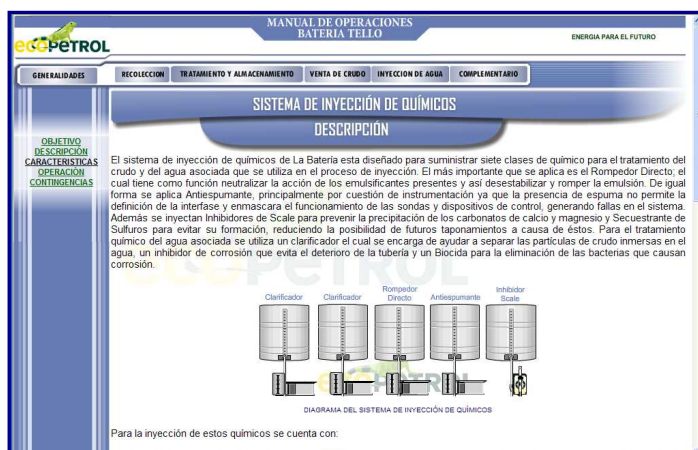 MANUAL DE OPERACIONES
BATERIA TELLO
ecopetrol
ENERGIA PARA EL FUTURO
GENERALIDADES
RECOLECCION
TRATAMIENTO Y ALMACENAMIENTO
VENTA DE CRUDO
INYECCION DE AGUA
COMPLEMENTARIO
SISTEMA DE INYECCIÓN DE QUÍMICOS
DESCRIPCIÓN
OBJETIVO
DESCRIPCIÓN
CARACTERISTICAS
OPERACIÓN
CONTINGENCIAS
El sistema de inyección de químicos de La Batería esta diseñado para suministrar siete clases de químico para el tratamiento del
crudo y del agua asociada que se utiliza en el proceso de inyección. El más importante que se aplica es el Rompedor Directo; el
cual tiene como función neutralizar la acción de los emulsificantes presentes y así desestabilizar y romper la emulsión. De igual
forma se aplica Antiespumante, principalmente por cuestión de instrumentación ya que la presencia de espuma no permite la
definición de la interfase y enmascara el funcionamiento de las sondas y dispositivos de control, generando fallas en el sistema.
Además se inyectan Inhibidores de Scale para prevenir la precipitación de los carbonatos de calcio y magnesio y Secuestrante de
Sulfuros para evitar su formación, reduciendo la posibilidad de futuros taponamientos a causa de éstos. Para el tratamiento
químico del agua asociada se utiliza un clarificador el cual se encarga de ayudar a separar las partículas de crudo inmersas en el
agua, un inhibidor de corrosión que evita el deterioro de la tubería y un Biocida para la eliminación de las bacterias que causan
corrosión.
ecopetrol
Clarificador
Clarificador
Rompedor
Directo
Antiespumante
Inhibidor
Scale
ECOPETROL
DIAGRAMA DEL SISTEMA DE INYECCIÓN DE QUÍMICOS
Para la inyección de estos químicos se cuenta con: